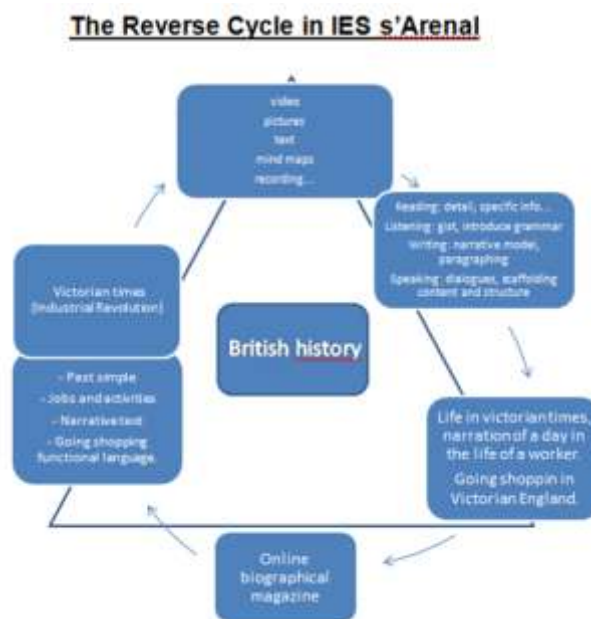 The Reverse Cycle in IES s'Arenal
video
pictures
text
mind maps
recording...
Reading: detail, specific info...
Listening: gist, introduce grammar
Writing: narrative model,
paragraphing
Speaking: dialogues, scaffolding
content and structure
Victorian times
(Industrial Revolution)
British history
- Past simple
- Jobs and activities
- Narrative text
- Going shopping
functional language.
Life in victorian times,
narration of a day in
the life of a worker.
Going shoppin in
Victorian England.
Online
biographical
magazine